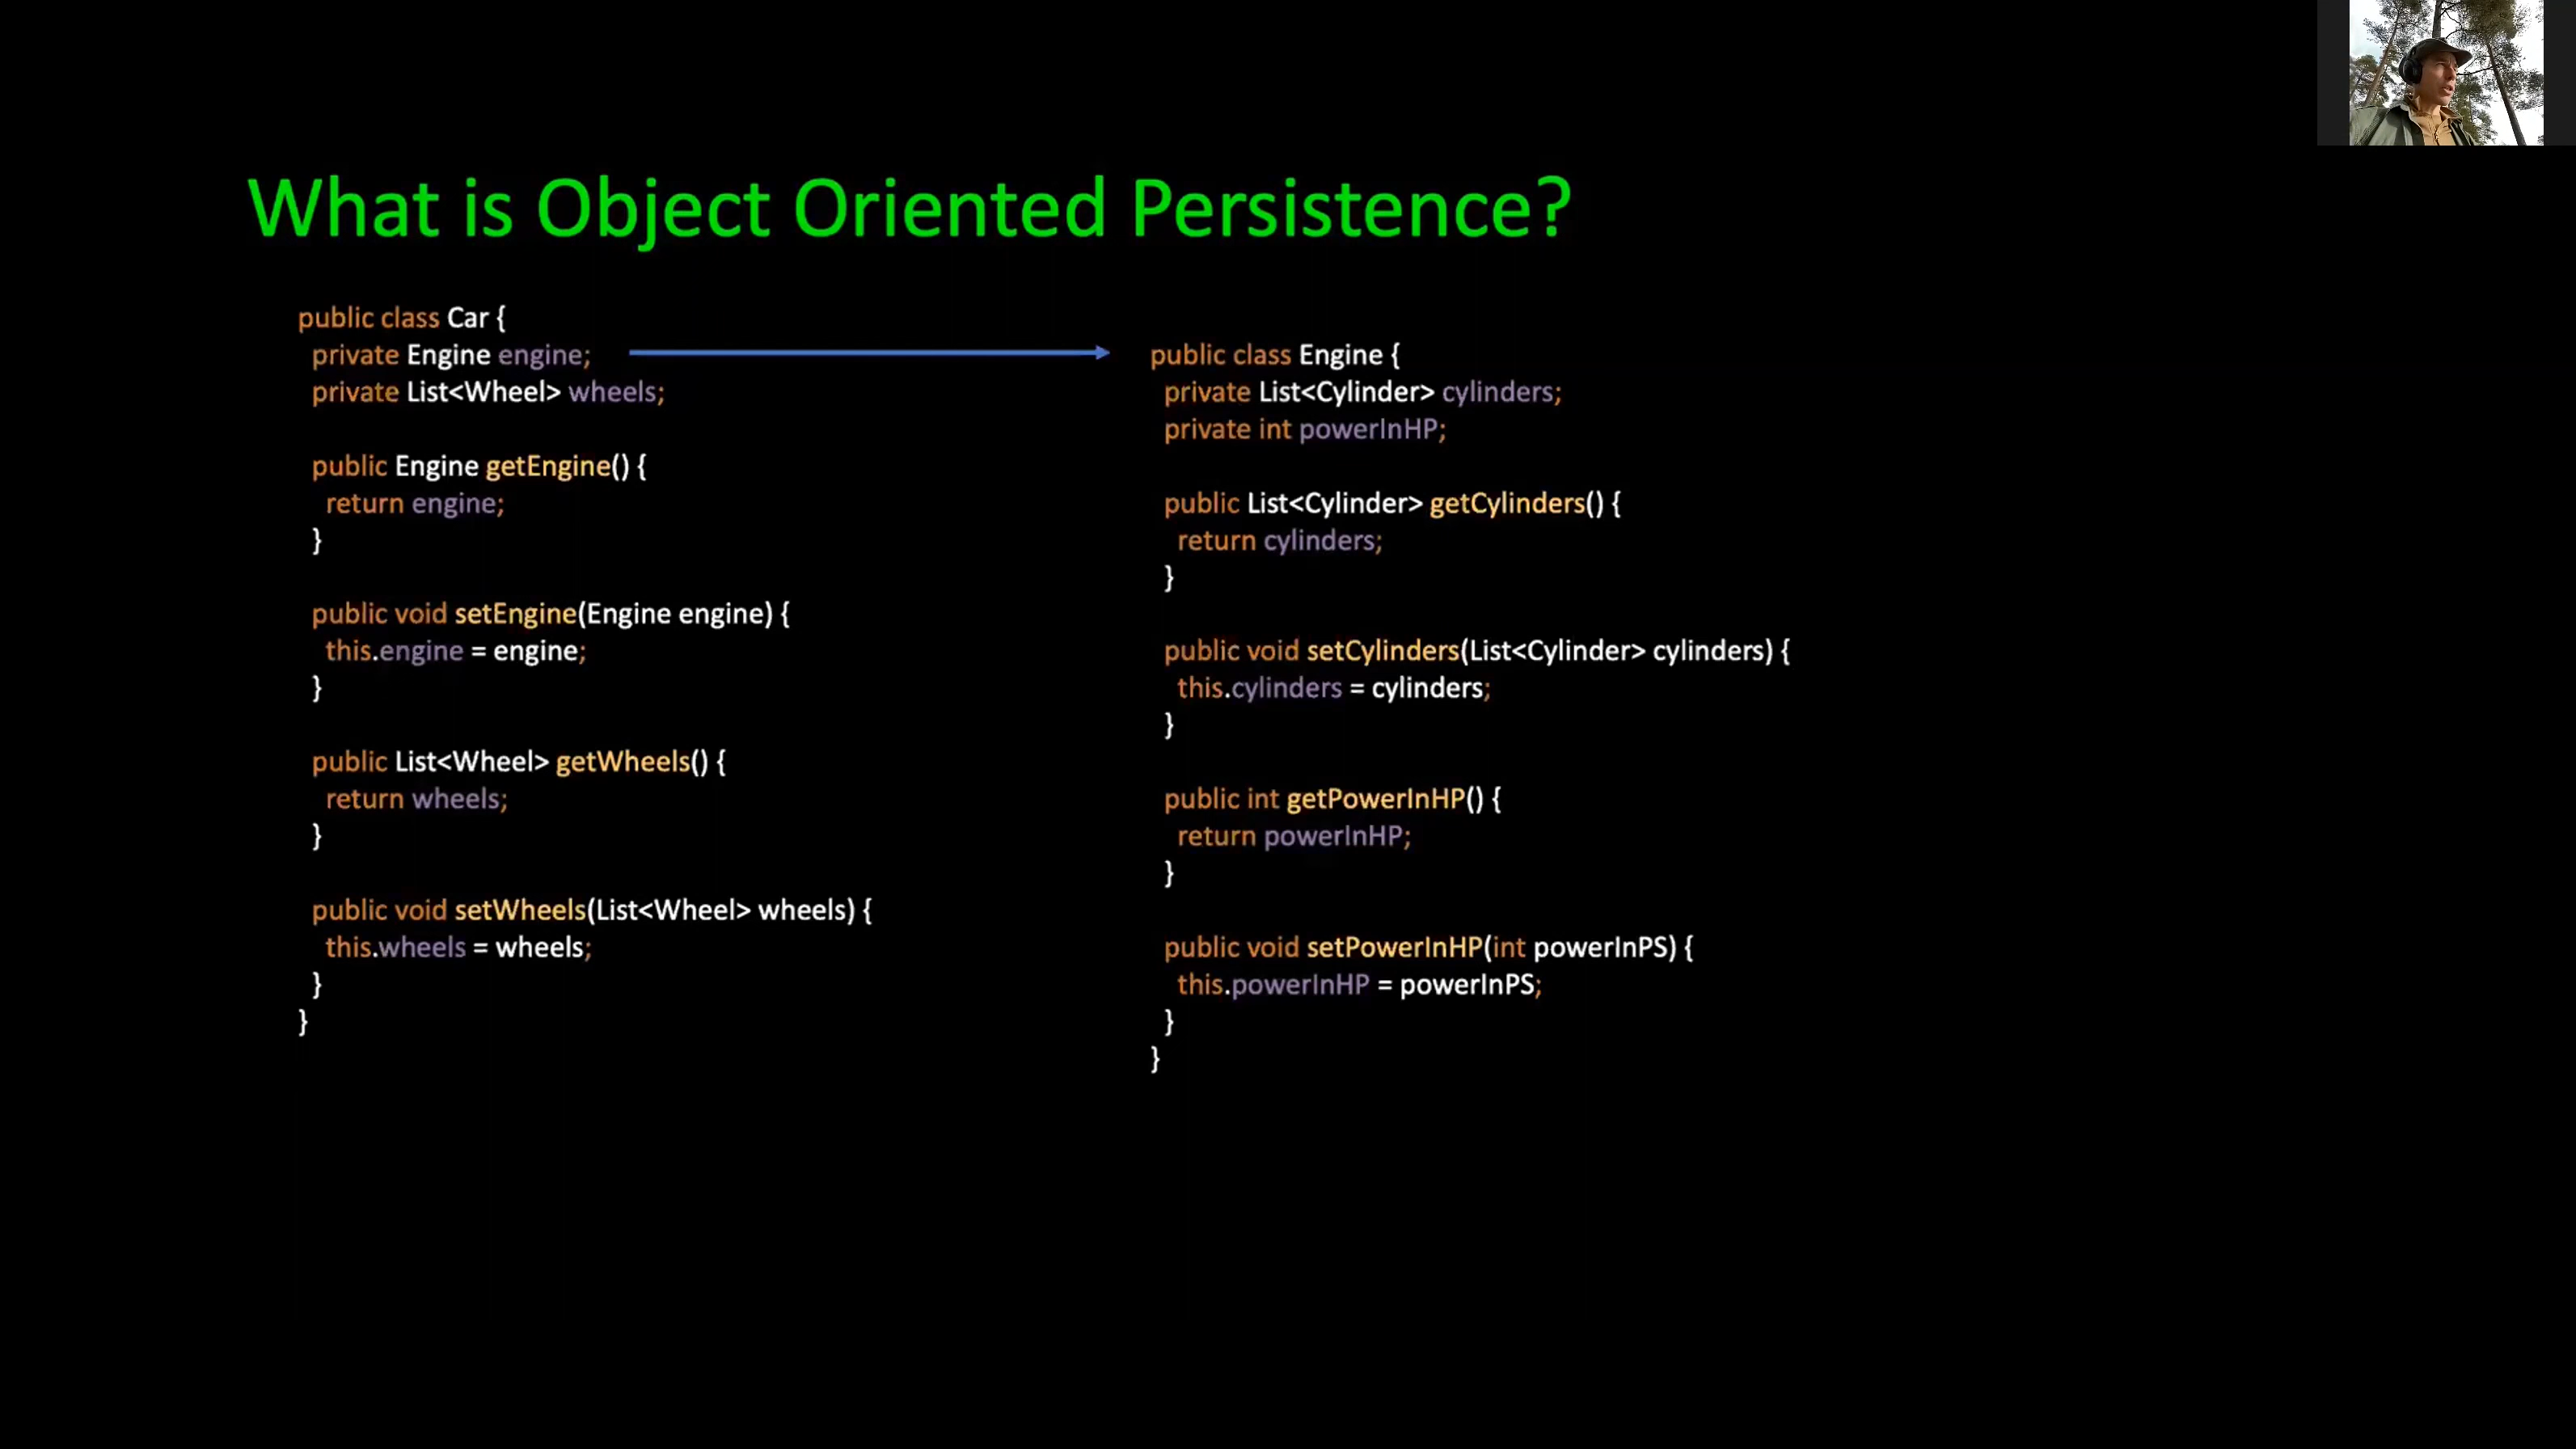 What is Object Oriented Persistence?
public class Car {
private Engine engine;
private List<Wheel> wheels;
public Engine getEngine() {
return engine;
}
public void setEngine(Engine engine) {
this.engine = engine;
}
public List<Wheel> getWheels() {
return wheels;
}
public void setWheels(List<Wheel> wheels) {
this.wheels = wheels;
}
}
public class Engine {
private List<Cylinder> cylinders;
private int powerInHP;
public List<Cylinder> getCylinders() {
return cylinders;
}
public void setCylinders(List<Cylinder> cylinders) {
this.cylinders = cylinders;
}
public int getPowerInHP() {
return powerInHP;
}
public void setPowerInHP(int powerInPS) {
this.powerInHP = powerInPS;
}
}